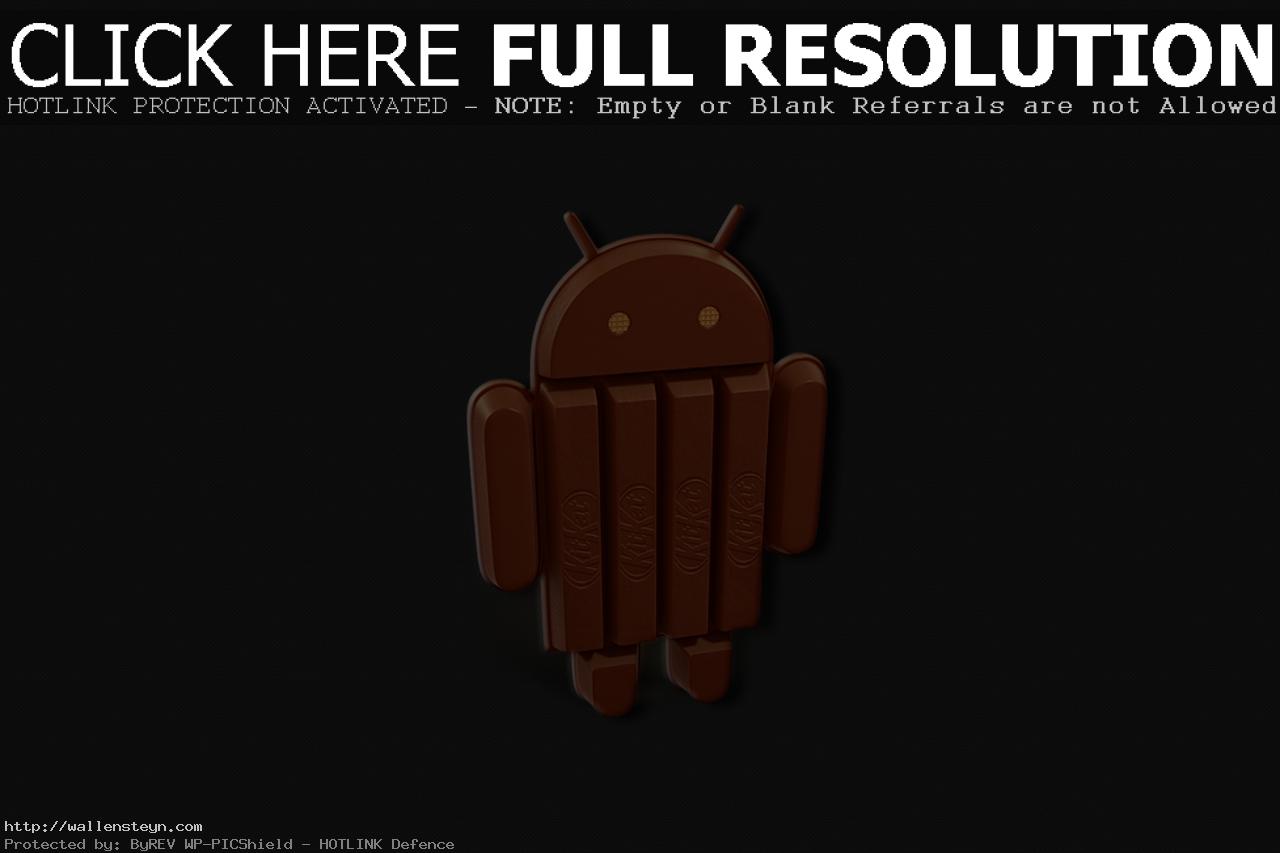 CLICK HERE FULL RESOLUTION
HOTLINK PROTECTION ACTIVATED - NOTE: Empty or Blank Referrals are not Allowed
KitKat KitKat KitKat KitKat
http://wallensteyn.com
Protected by: ByREV WP-PICShield - HOTLINK Defence